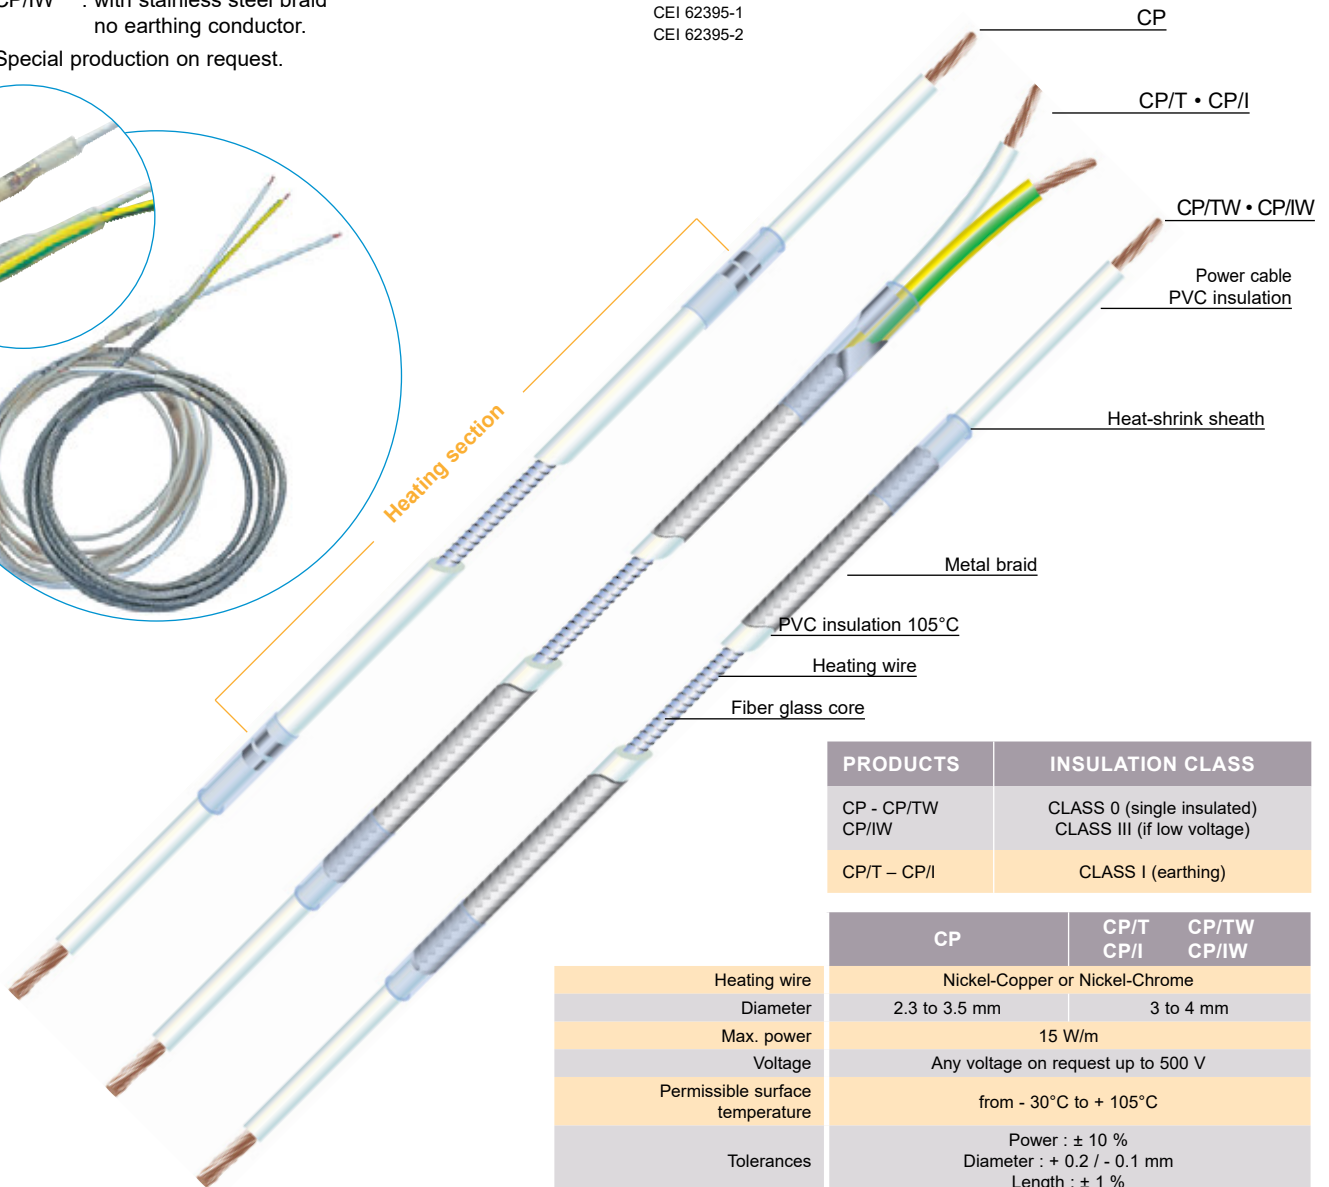 CP/IW : with stainless steel braid
no earthing conductor.
Special production on request.
CEI 62395-1
CEI 62395-2
CP
CP/T • CP/I
CP/TW • CP/IW
Power cable
PVC insulation
Heat-shrink sheath
Heating section
Metal braid
PVC insulation 105°C
Heating wire
Fiber glass core
PRODUCTS INSULATION CLASS
CP - CP/TW CLASS 0 (single insulated)
CP/IW CLASS III (if low voltage)
CP/T – CP/I CLASS I (earthing)
CP CP/T CP/TW
CP/I CP/IW
Heating wire Nickel-Copper or Nickel-Chrome
Diameter 2.3 to 3.5 mm 3 to 4 mm
Max. power 15 W/m
Voltage Any voltage on request up to 500 V
Permissible surface
temperature from - 30°C to + 105°C
Power : ± 10 %
Tolerances Diameter : + 0.2 / - 0.1 mm
Length : ± 1 %